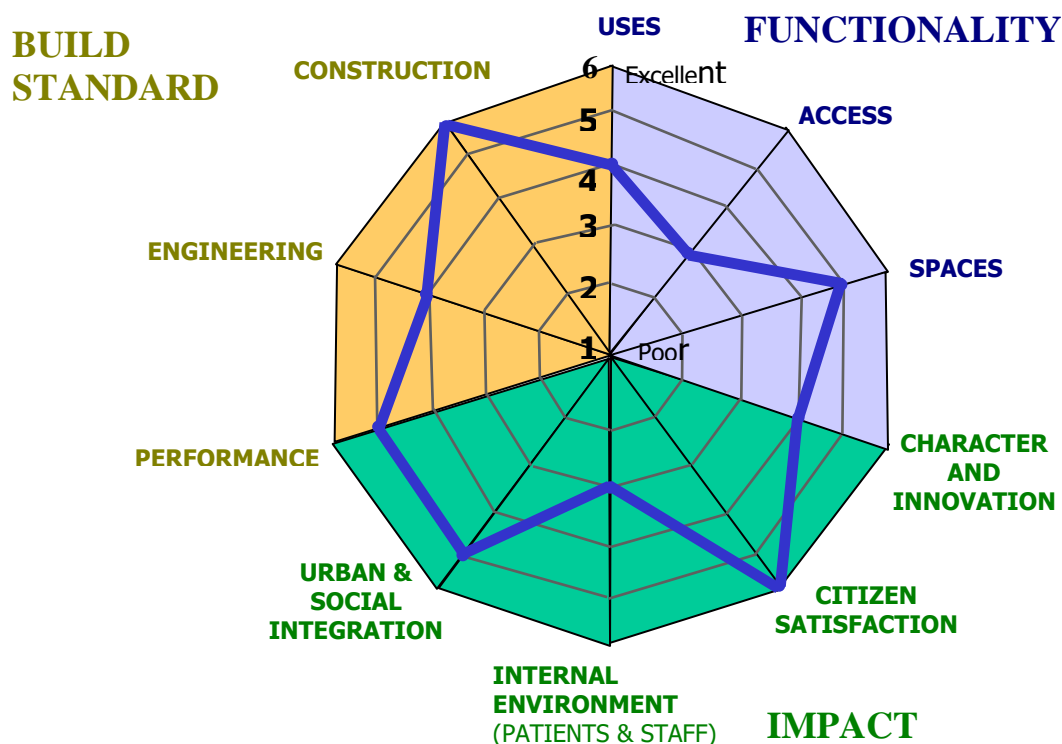 USES
FUNCTIONALITY
BUILD
STANDARD
CONSTRUCTION
6
Excellent
5
ACCESS
4
3
ENGINEERING
SPACES
2
1
Poor
PERFORMANCE
CHARACTER
AND
INNOVATION
URBAN &
SOCIAL
INTEGRATION
CITIZEN
SATISFACTION
INTERNAL
ENVIRONMENT
(PATIENTS & STAFF)
IMPACT